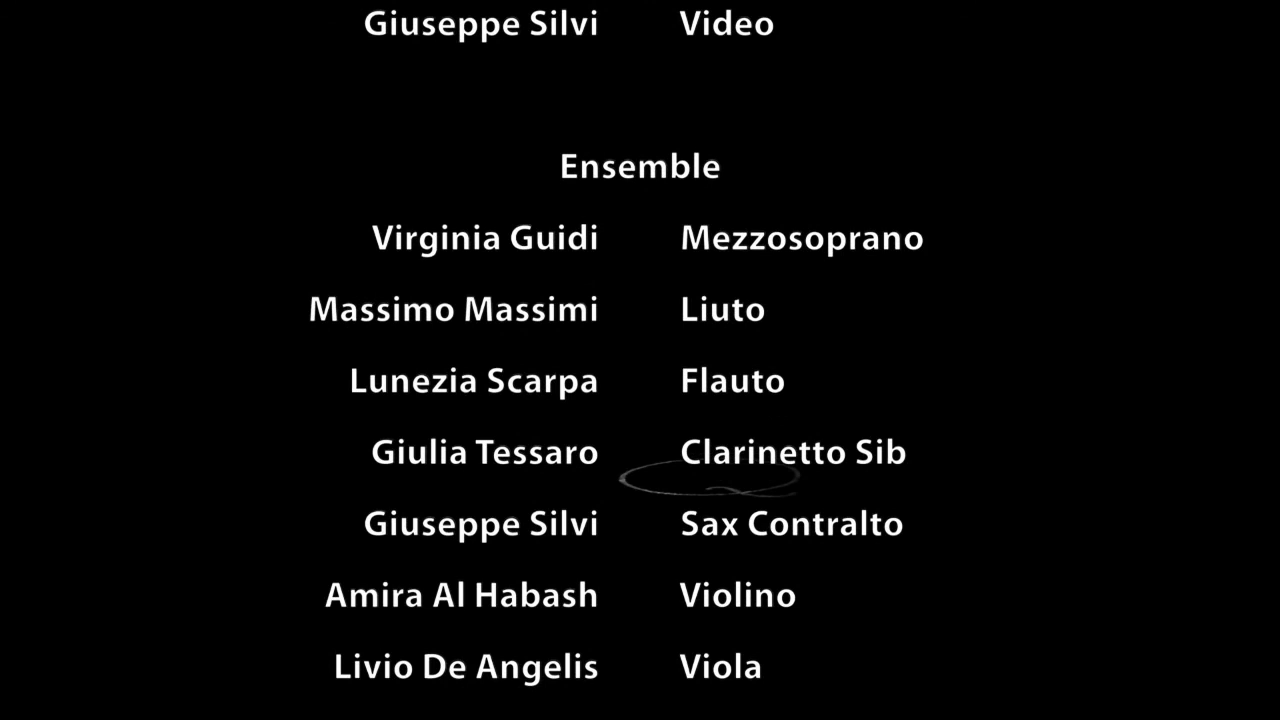 Giuseppe Silvi Video
Ensemble
Virginia Guidi Mezzosoprano
Massimo Massimi Liuto
Lunezia Scarpa Flauto
Giulia Tessaro Clarinetto Sib
Giuseppe Silvi Sax Contralto
Amira Al Habash Violino
Livio De Angelis Viola